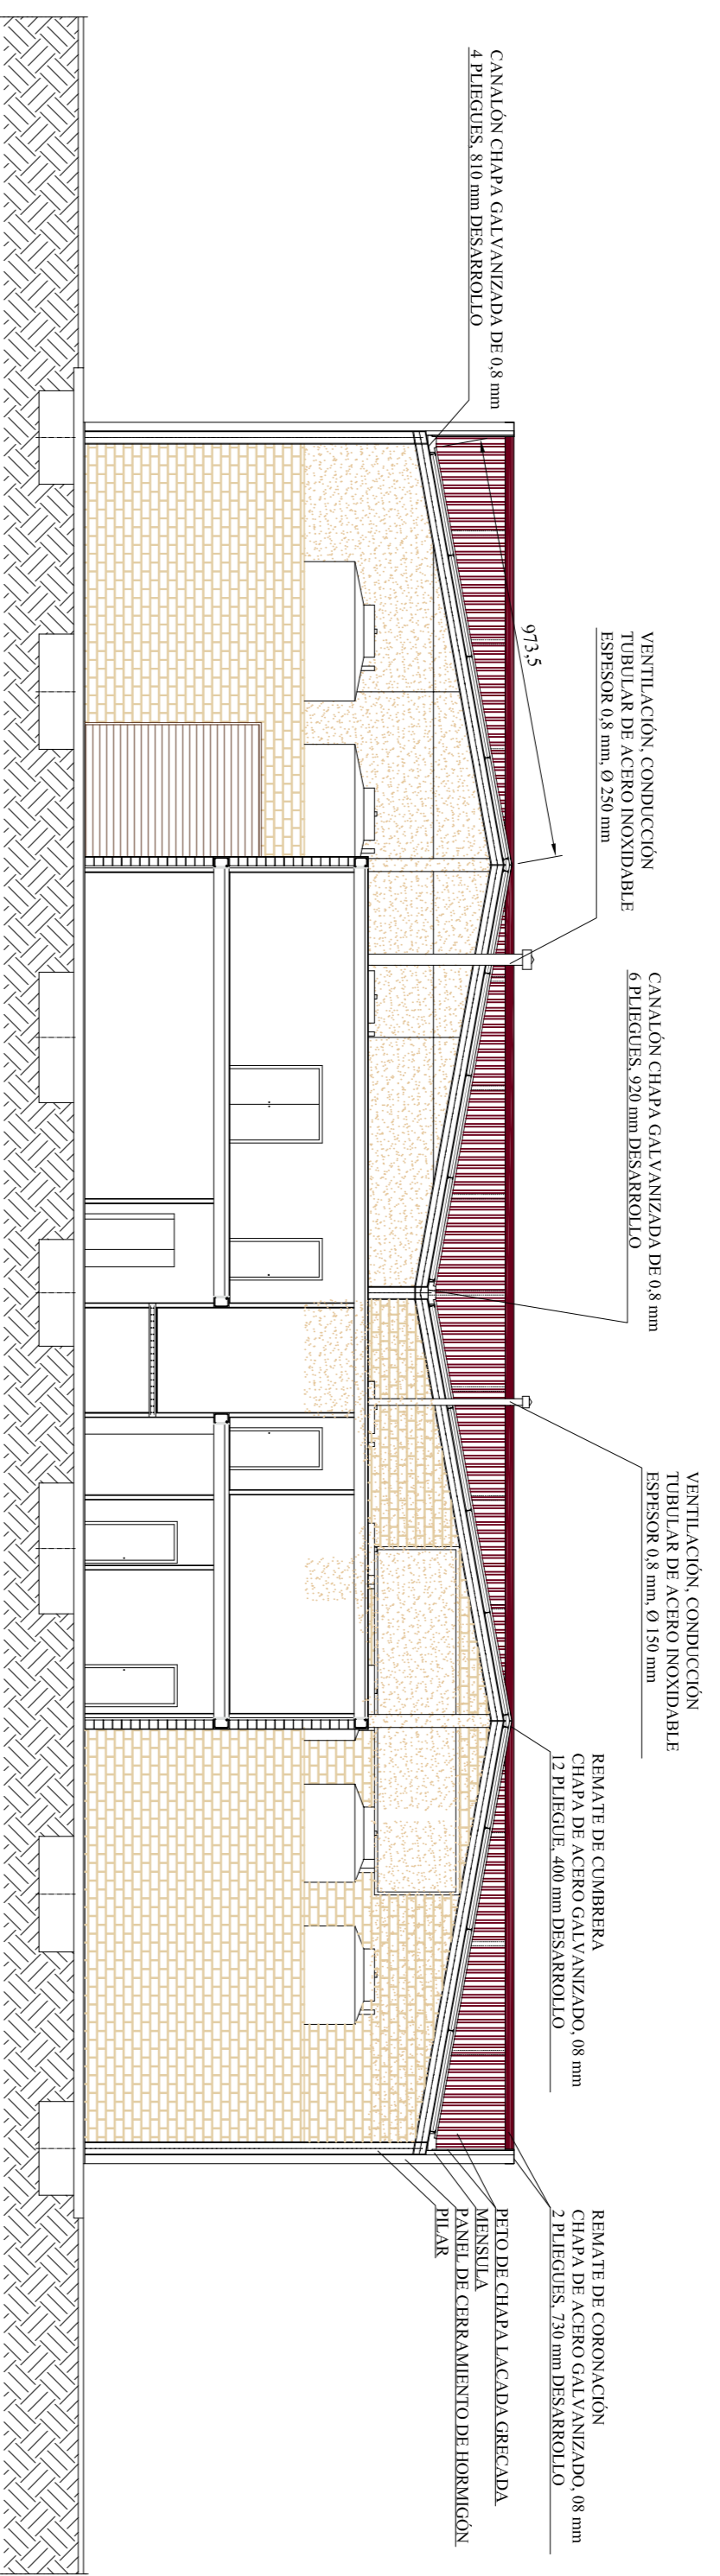 CANALÓN CHAPA GALVANIZADA DE 0,8 mm
4 PLIEGUES, 810 mm DESARROLLO
973,5
VENTILACIÓN, CONDUCCIÓN
TUBULAR DE ACERO INOXIDABLE
ESPESOR 0,8 mm, Ø 250 mm
CANALÓN CHAPA GALVANIZADA DE 0,8 mm
6 PLIEGUES, 920 mm DESARROLLO
VENTILACIÓN, CONDUCCIÓN
TUBULAR DE ACERO INOXIDABLE
ESPESOR 0,8 mm, Ø 150 mm
REMATE DE CUMBRERA
CHAPA DE ACERO GALVANIZADO, 08 mm
12 PLIEGUE, 400 mm DESARROLLO
REMATE DE CORONACIÓN
CHAPA DE ACERO GALVANIZADO, 08 mm
2 PLIEGUES, 730 mm DESARROLLO
PETO DE CHAPA LACADA GRECADA
MENSULA
PANEL DE CERRAMIENTO DE HORMIGÓN
PILAR